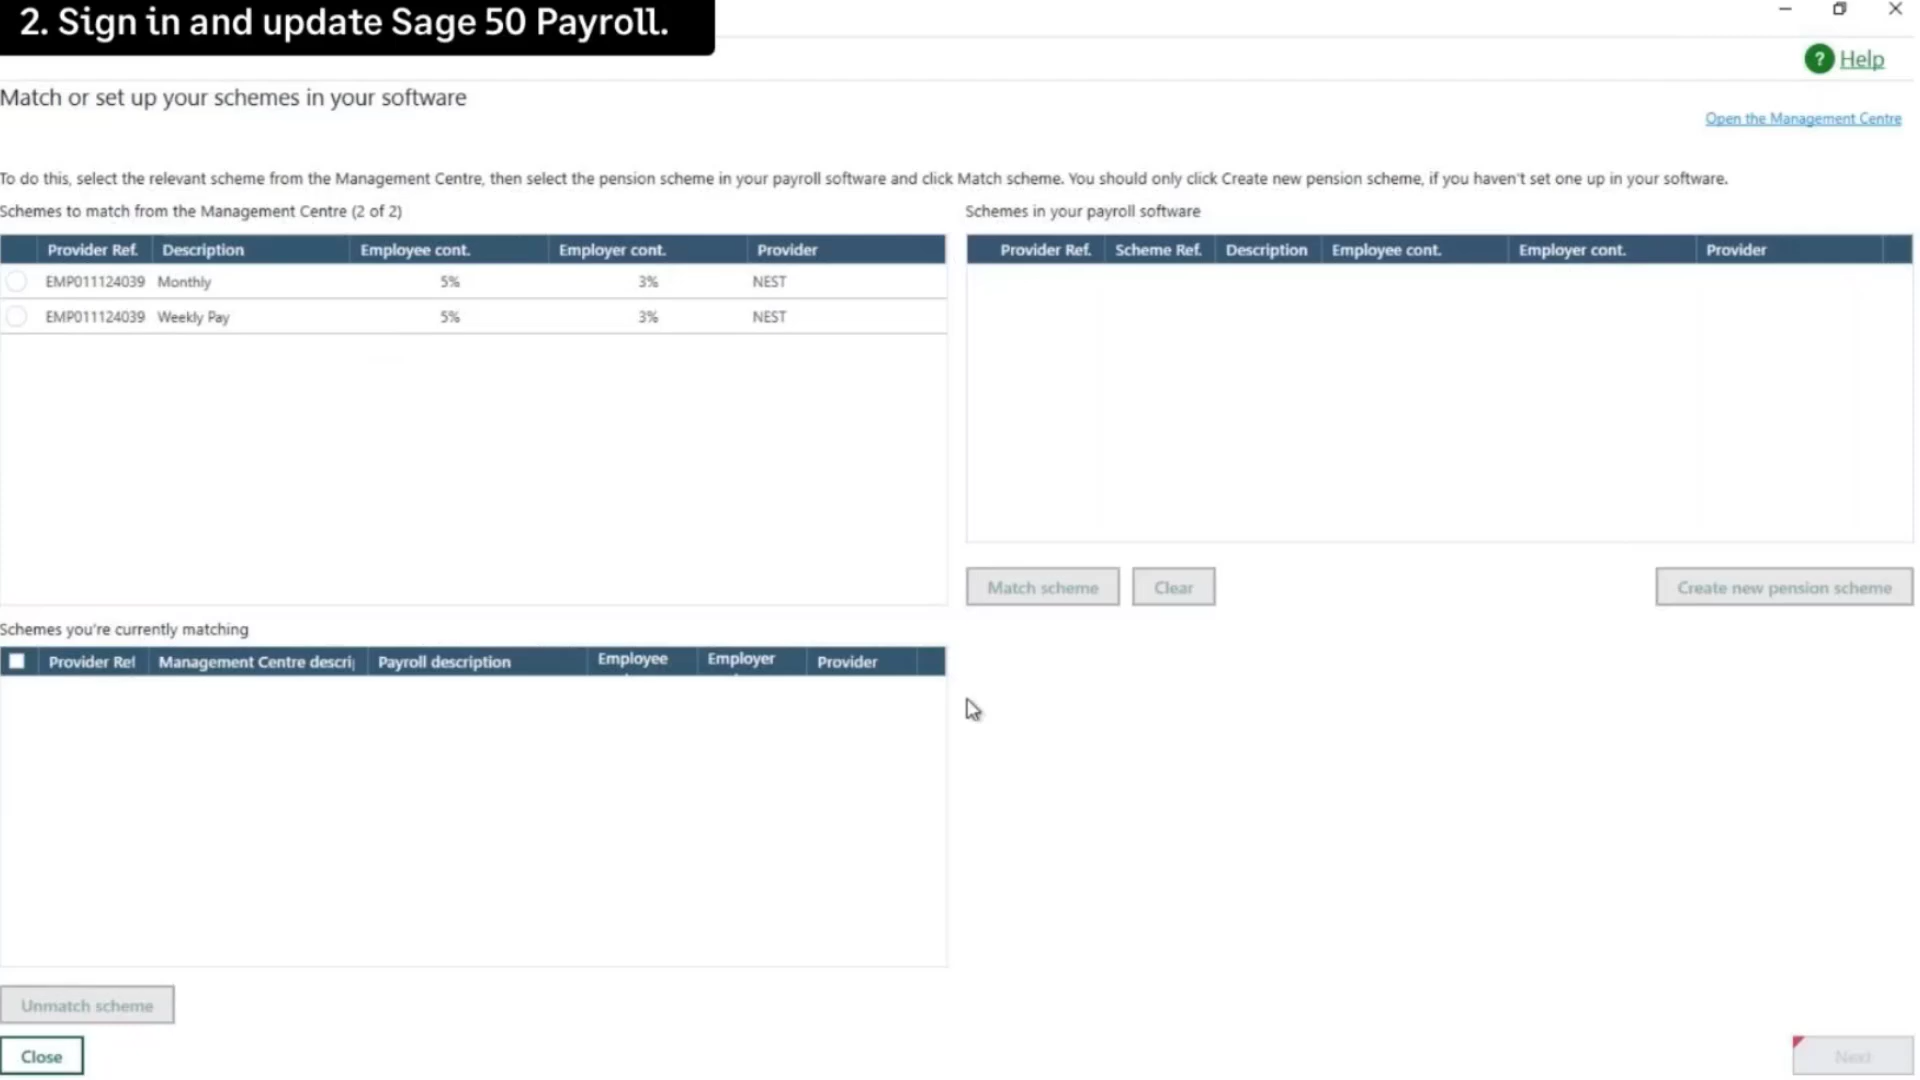 2. Sign in and update Sage 50 Payroll.
? Help
Match or set up your schemes in your software
Open the Management Centre
To do this, select the relevant scheme from the Management Centre, then select the pension scheme in your payroll software and click Match scheme. You should only click Create new pension scheme, if you haven't set one up in your software.
Schemes to match from the Management Centre (2 of 2)
Provider Ref. Description Employee cont. Employer cont. Provider
EMP011124039 Monthly 5% 3% NEST
EMP011124039 Weekly Pay 5% 3% NEST
Schemes in your payroll software
Provider Ref. Scheme Ref. Description Employee cont. Employer cont. Provider
Match scheme Clear Create new pension scheme
Schemes you're currently matching
Provider Ref Management Centre descri Payroll description Employee Employer Provider
Unmatch scheme
Close Next